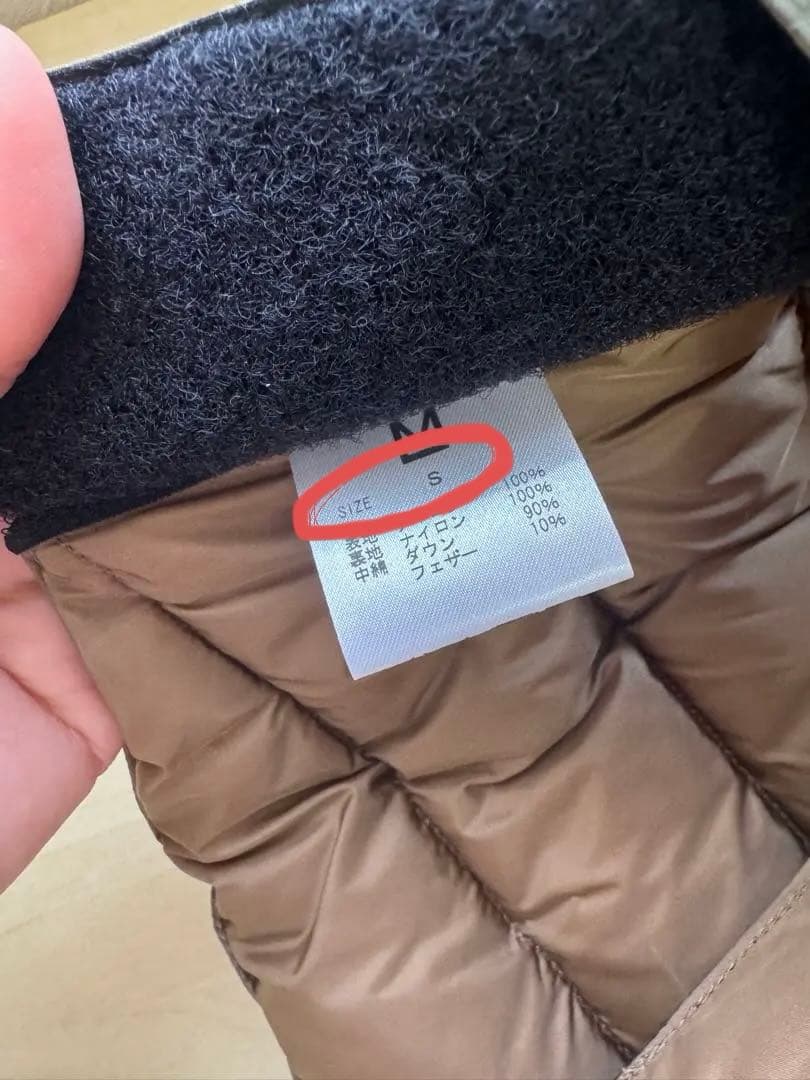 M
SIZE S
表地 ナイロン 100%
裏地 ナイロン 100%
中綿 ダウン 90%
フェザー 10%